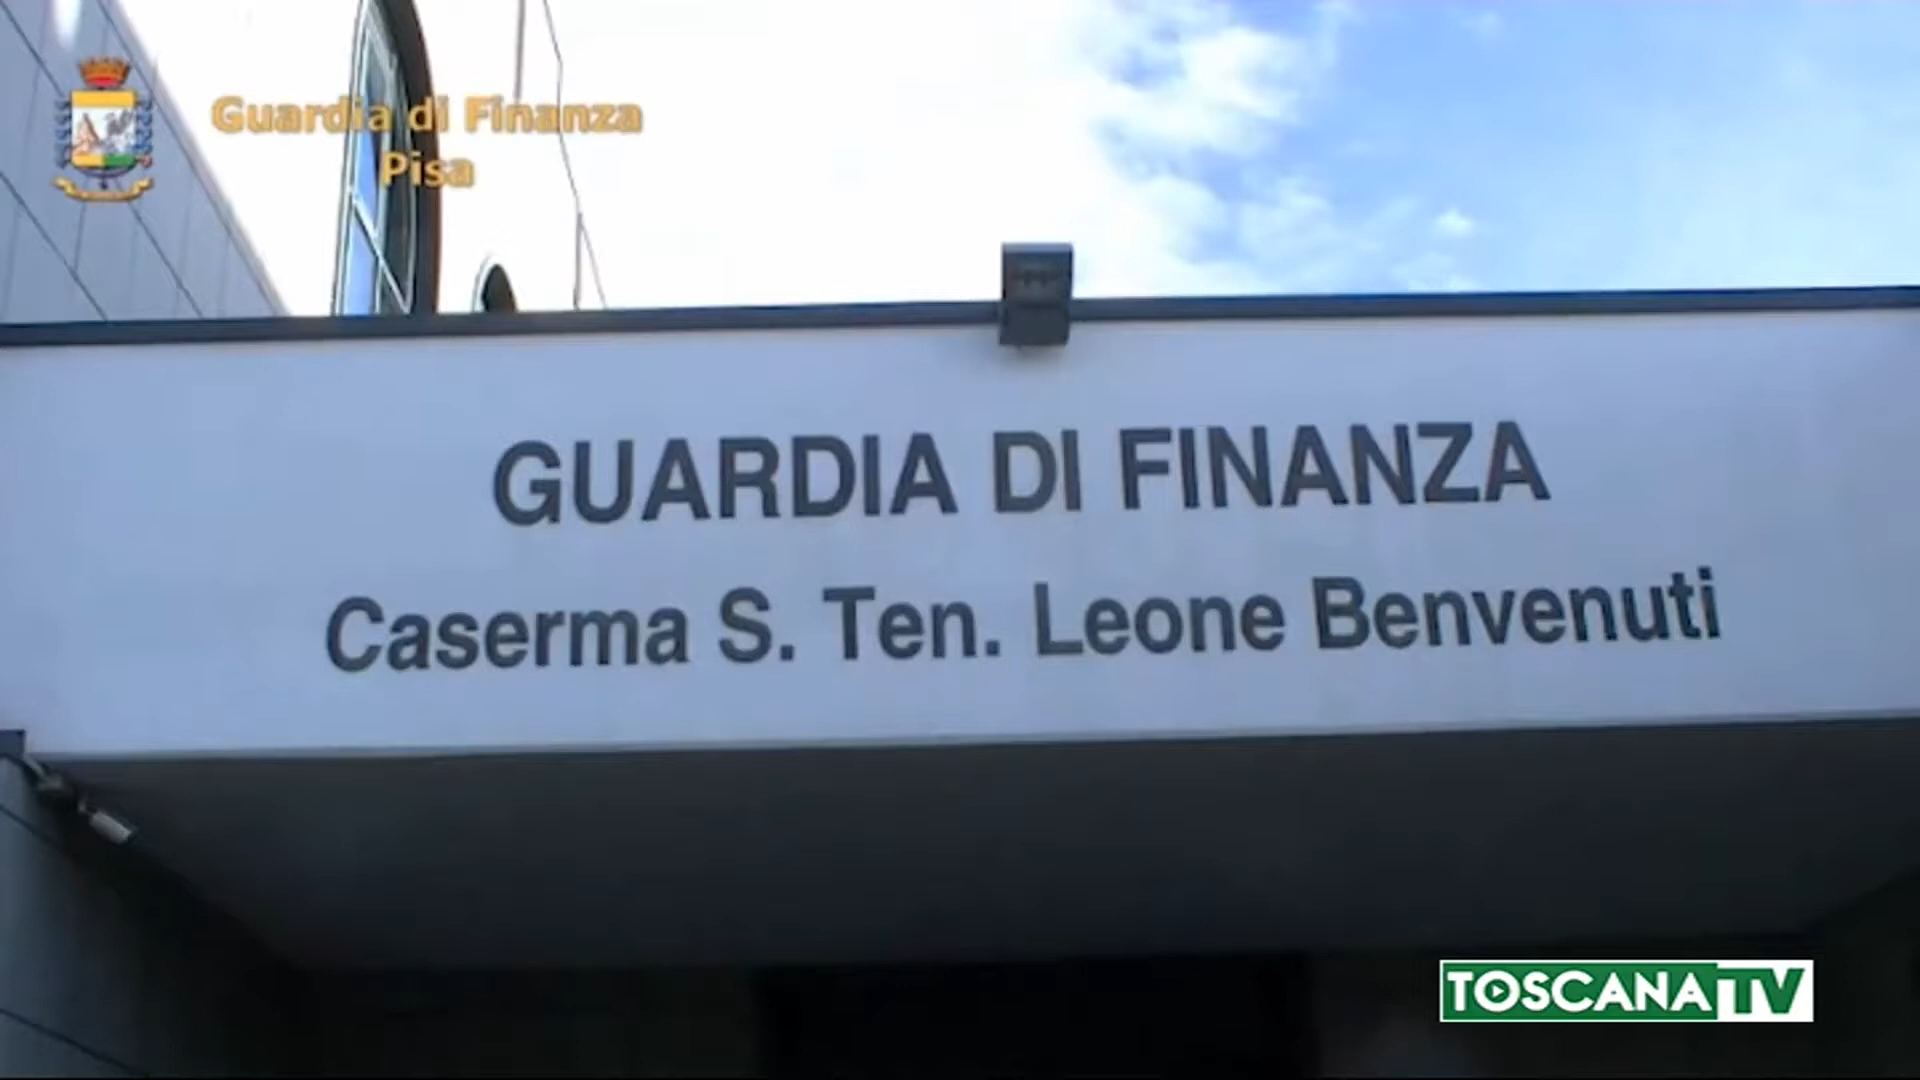 Guardia di Finanza
Pisa
GUARDIA DI FINANZA
Caserma S. Ten. Leone Benvenuti
TOSCANA TV